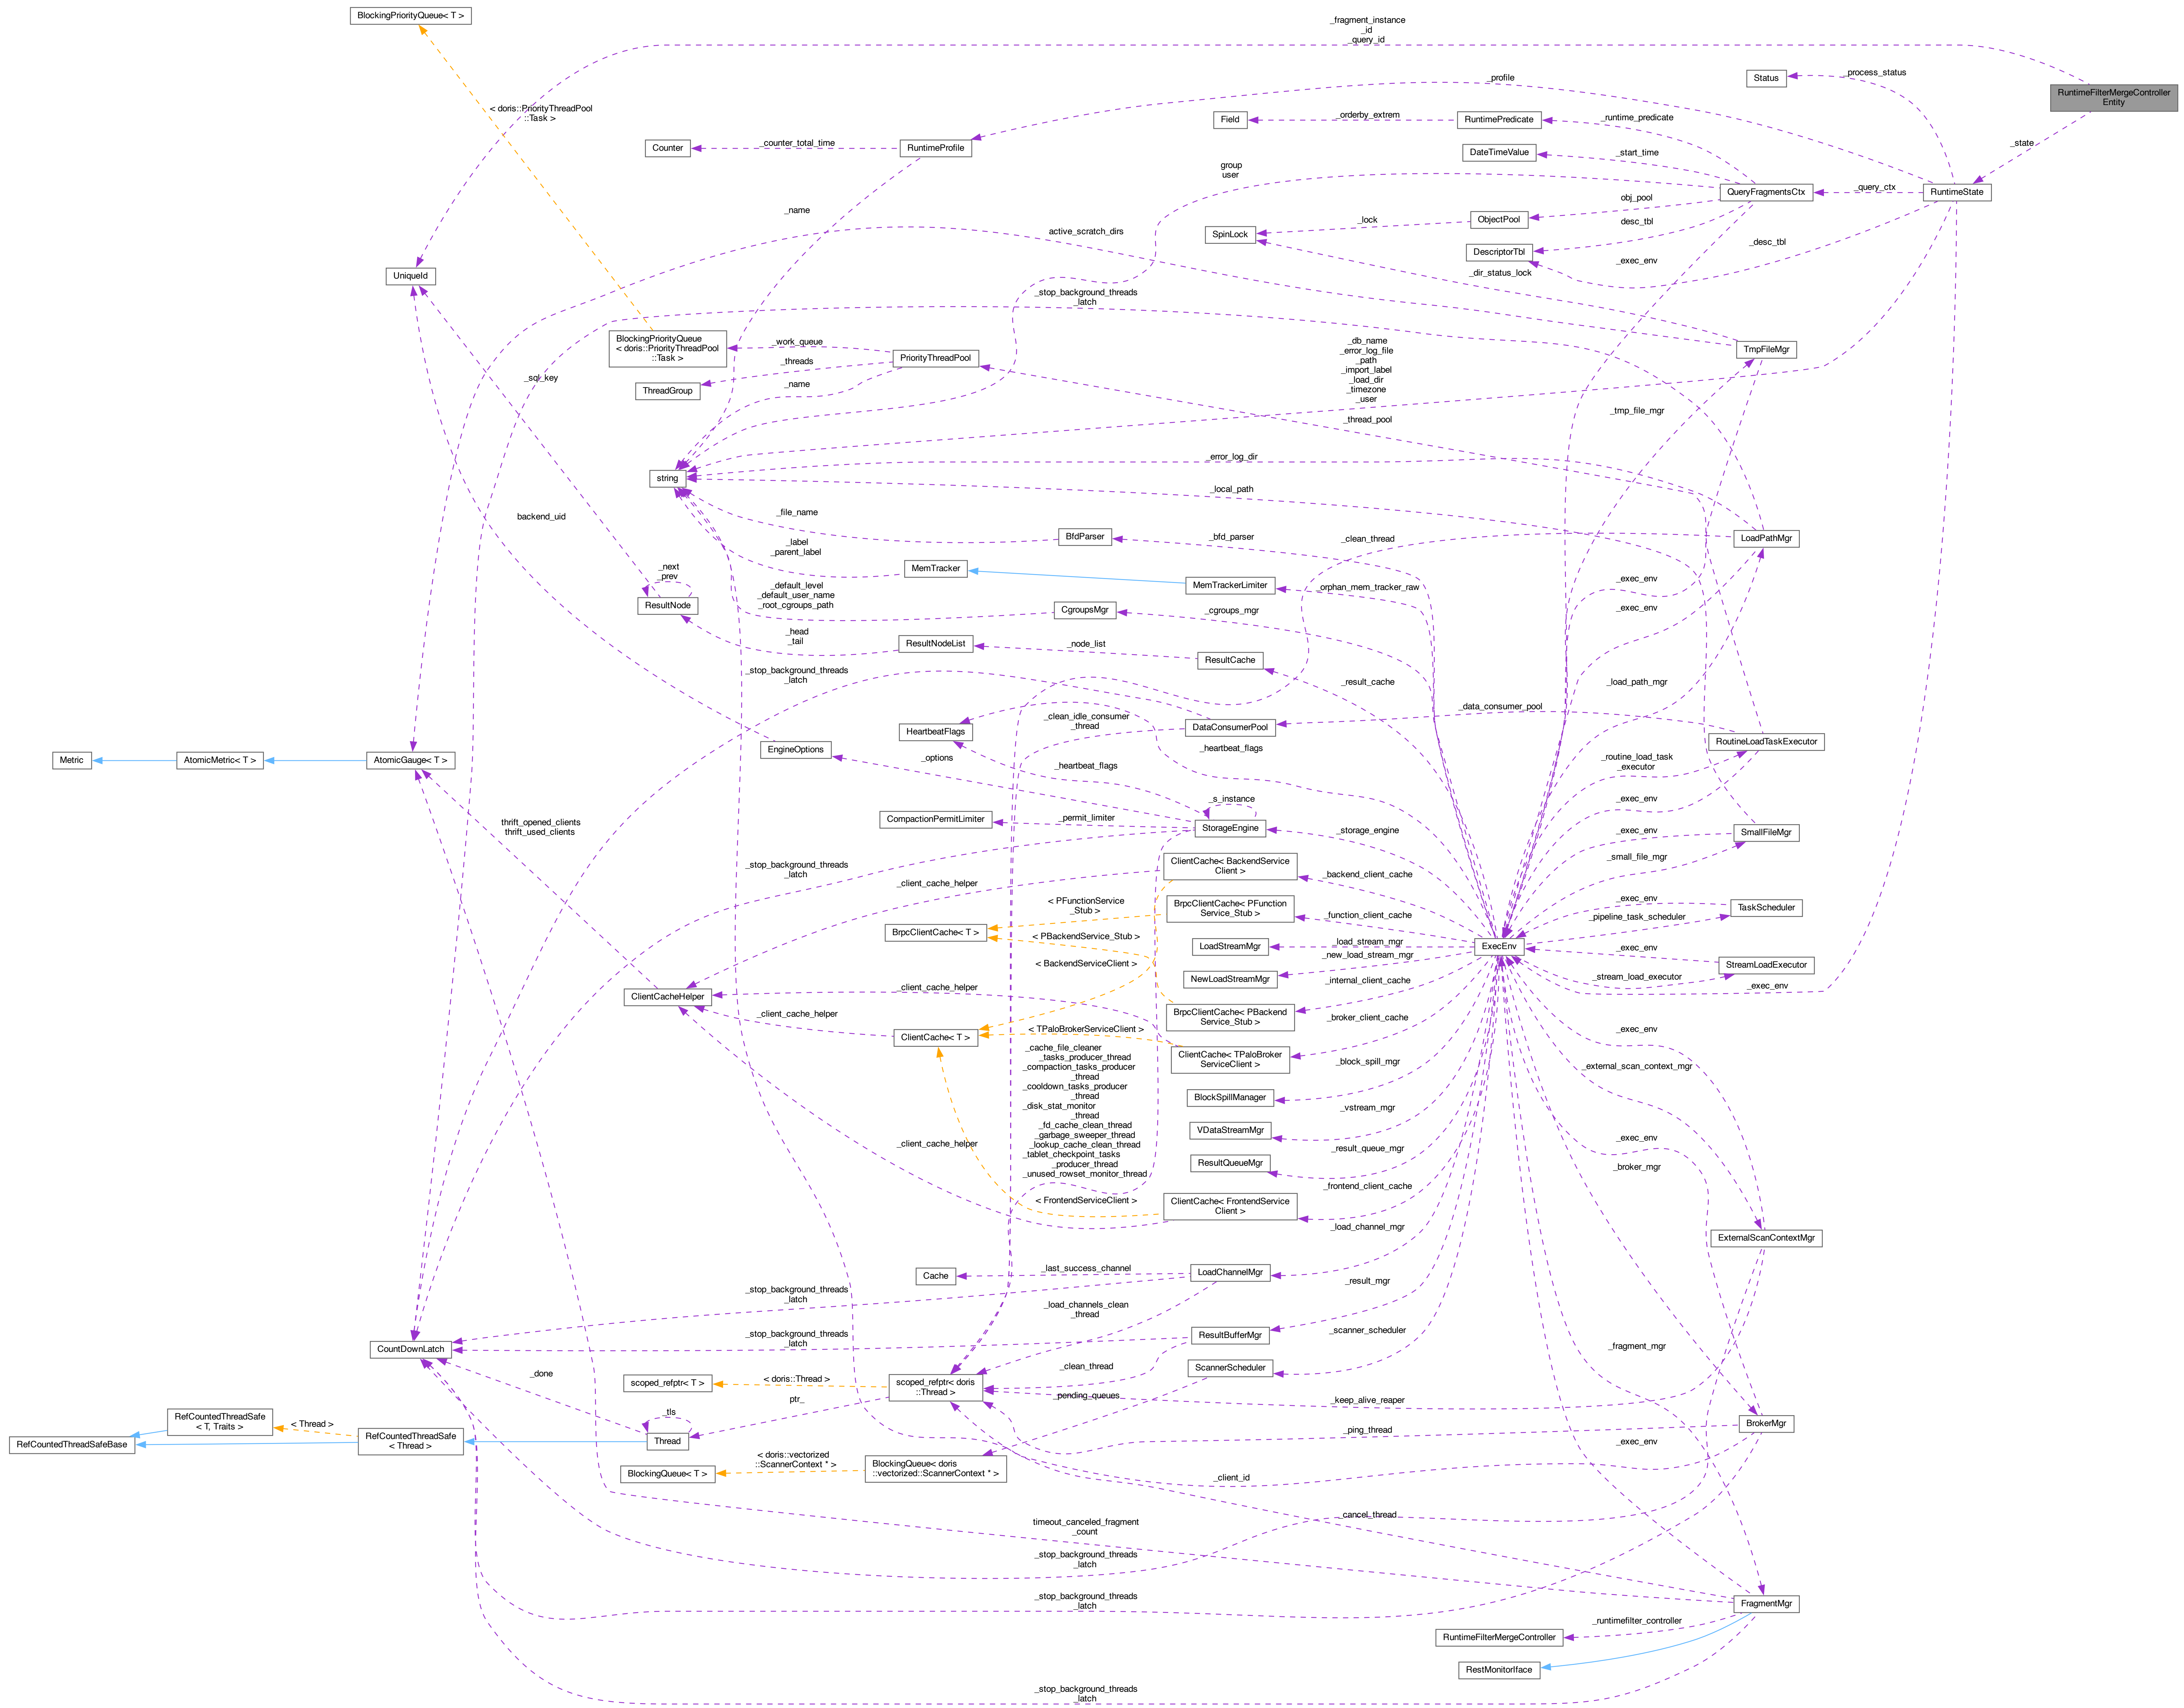 BlockingPriorityQueue< T >
_fragment_instance
_id
_query_id
Status
_process_status
RuntimeFilterMergeController
Entity
_profile
< doris::PriorityThreadPool
::Task >
Field
_orderby_extrem
RuntimePredicate
_runtime_predicate
Counter
_counter_total_time
RuntimeProfile
DateTimeValue
_start_time
_state
group
user
QueryFragmentsCtx
_query_ctx
RuntimeState
_name
obj_pool
_lock
ObjectPool
SpinLock
desc_tbl
active_scratch_dirs
DescriptorTbl
_desc_tbl
_exec_env
_dir_status_lock
UniqueId
_stop_background_threads
_latch
BlockingPriorityQueue
< doris::PriorityThreadPool
::Task >
_work_queue
PriorityThreadPool
TmpFileMgr
_db_name
_error_log_file
_path
_import_label
_load_dir
_timezone
_user
_threads
_sql_key
ThreadGroup
_name
_tmp_file_mgr
_thread_pool
error_log_dir
string
_local_path
backend_uid
_file_name
BfdParser
_bfd_parser
_clean_thread
LoadPathMgr
_label
_parent_label
MemTracker
MemTrackerLimiter
_orphan_mem_tracker_raw
_exec_env
_next
_prev
ResultNode
_default_level
_default_user_name
_root_cgroups_path
CgroupsMgr
_cgroups_mgr
_exec_env
_head
_tail
ResultNodeList
_node_list
ResultCache
_result_cache
_load_path_mgr
_stop_background_threads
_latch
_data_consumer_pool
_clean_idle_consumer
_thread
DataConsumerPool
HeartbeatFlags
_heartbeat_flags
RoutineLoadTaskExecutor
EngineOptions
_options
_heartbeat_flags
_routine_load_task
_executor
Metric
AtomicMetric< T >
AtomicGauge< T >
_s_instance
_exec_env
thrift_opened_clients
thrift_used_clients
CompactionPermitLimiter
_permit_limiter
StorageEngine
_storage_engine
_exec_env
SmallFileMgr
_small_file_mgr
_stop_background_threads
_latch
ClientCache< BackendService
Client >
_backend_client_cache
_client_cache_helper
_exec_env
TaskScheduler
< PFunctionService
_Stub >
BrpcClientCache< PFunction
Service_Stub >
_function_client_cache
_pipeline_task_scheduler
BrpcClientCache< T >
< PBackendService_Stub >
LoadStreamMgr
_load_stream_mgr
ExecEnv
_exec_env
_new_load_stream_mgr
StreamLoadExecutor
< BackendServiceClient >
NewLoadStreamMgr
_internal_client_cache
_stream_load_executor
_exec_env
ClientCacheHelper
_client_cache_helper
BrpcClientCache< PBackend
Service_Stub >
_broker_client_cache
_client_cache_helper
ClientCache< T >
< TPaloBrokerServiceClient >
ClientCache< TPaloBroker
ServiceClient >
_exec_env
_cache_file_cleaner
_tasks_producer_thread
_compaction_tasks_producer
_thread
_cooldown_tasks_producer
_thread
_disk_stat_monitor
_thread
_fd_cache_clean_thread
_garbage_sweeper_thread
_lookup_cache_clean_thread
_tablet_checkpoint_tasks
_producer_thread
_unused_rowset_monitor_thread
_block_spill_mgr
_external_scan_context_mgr
BlockSpillManager
_vstream_mgr
VDataStreamMgr
_exec_env
_client_cache_helper
_result_queue_mgr
ResultQueueMgr
_broker_mgr
_frontend_client_cache
< FrontendServiceClient >
ClientCache< FrontendService
Client >
_load_channel_mgr
ExternalScanContextMgr
Cache
_last_success_channel
LoadChannelMgr
_result_mgr
_stop_background_threads
_latch
_load_channels_clean
_thread
_scanner_scheduler
CountDownLatch
_stop_background_threads
_latch
ResultBufferMgr
_fragment_mgr
_clean_thread
ScannerScheduler
_done
scoped_refptr< T >
< doris::Thread >
scoped_refptr< doris
::Thread >
_pending_queues
_keep_alive_reaper
ptr_
_tls
RefCountedThreadSafe
< T, Traits >
< Thread >
RefCountedThreadSafe
< Thread >
RefCountedThreadSafeBase
Thread
_ping_thread
BrokerMgr
_exec_env
< doris::vectorized
::ScannerContext * >
BlockingQueue< T >
BlockingQueue< doris
::vectorized::ScannerContext * >
_client_id
_cancel_thread
timeout_canceled_fragment
_count
_stop_background_threads
_latch
_stop_background_threads
_latch
FragmentMgr
_runtimefilter_controller
RuntimeFilterMergeController
RestMonitorIface
_stop_background_threads
_latch